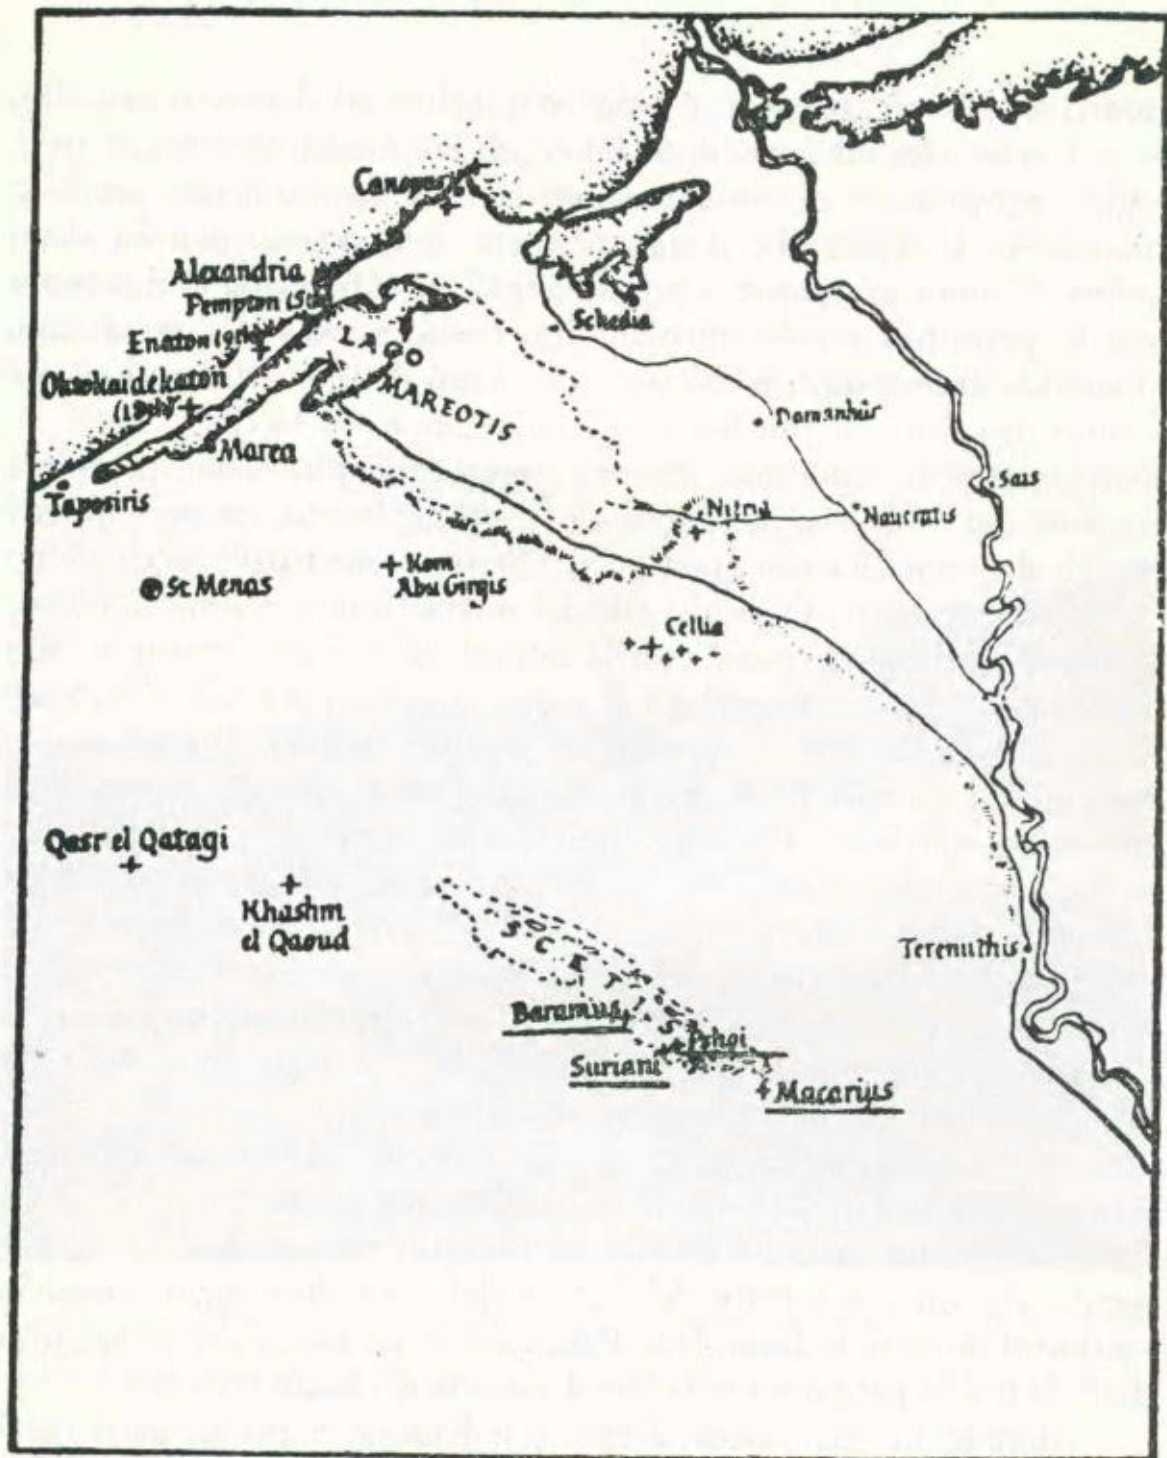 Canopus
Alexandria
Pempton (5th)
Enaton (9th)
Oktokaidekaton
(18th)
LAGO
MAREOTIS
Schedia
Damanhus
Marea
Taposiris
Sais
Nitria
Naucratis
Kom
Abu Girgis
St Menas
Cellia
Qasr el Qatagi
Khashm
el Qaoud
SCETIS
Terenuthis
Baramus
Pshoi
Suriani
Macarius